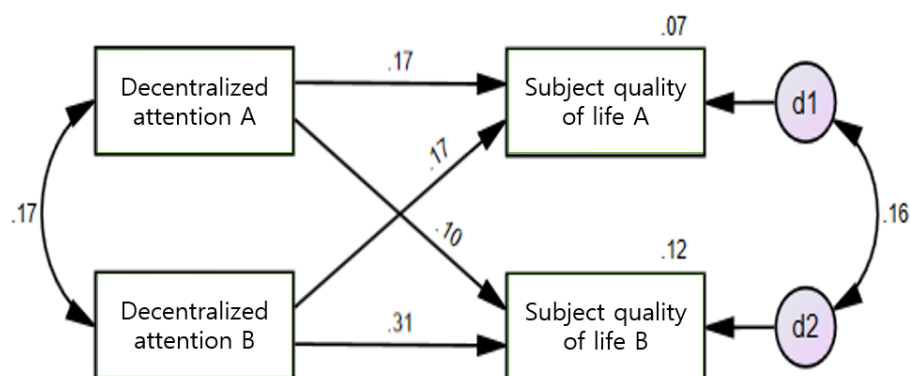 .07
.17
Decentralized
attention A
Subject quality
of life A
d1
.17
.17
.10
.16
.12
Decentralized
attention B
.31
Subject quality
of life B
d2